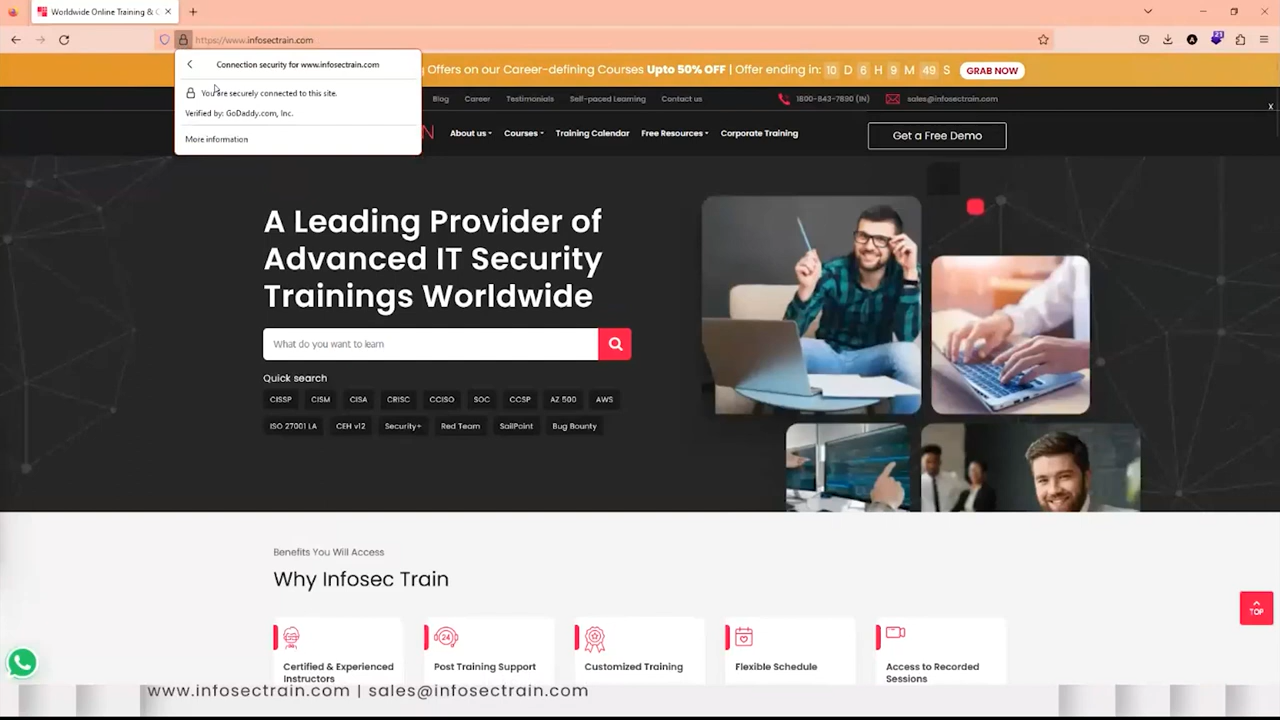 Worldwide Online Training & C
https://www.infosectrain.com
Connection security for www.infosectrain.com
You are securely connected to this site.
Verified by: GoDaddy.com, Inc.
More information
Offers on our Career-defining Courses Upto 50% OFF | Offer ending in: 10 D 6 H 9 M 49 S GRAB NOW
Blog Career Testimonials Self-paced Learning Contact us 1800-843-7890 (IN) sales@infosectrain.com x
N About us Courses Training Calendar Free Resources Corporate Training Get a Free Demo
A Leading Provider of
Advanced IT Security
Trainings Worldwide
What do you want to learn
Quick search
CISSP CISM CISA CRISC CCISO SOC CCSP AZ 500 AWS
ISO 27001 LA CEH v12 Security+ Red Team SailPoint Bug Bounty
Benefits You Will Access
Why Infosec Train
TOP
24
Certified & Experienced
Instructors
Post Training Support
Customized Training
Flexible Schedule
Access to Recorded
Sessions
www.infosectrain.com | sales@infosectrain.com